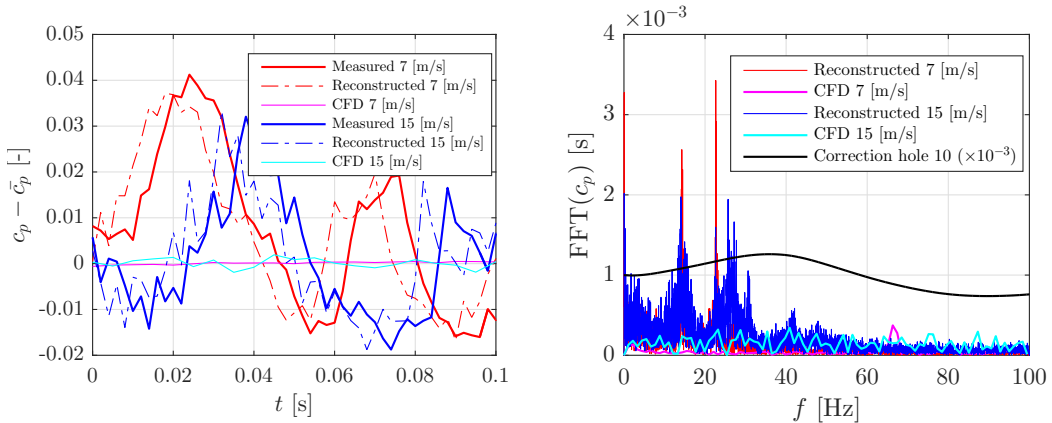 0.05
0.04
0.03
0.01
0
-0.01
-0.02
0
0.02
0.04
0.06
0.08
0.1
t [s]
c_p − c̄_p [-]
Measured 7 [m/s]
Reconstructed 7 [m/s]
CFD 7 [m/s]
Measured 15 [m/s]
Reconstructed 15 [m/s]
CFD 15 [m/s]
×10⁻³
4
3
2
1
0
0
20
40
60
80
100
f [Hz]
FFT(c_p) [s]
Reconstructed 7 [m/s]
CFD 7 [m/s]
Reconstructed 15 [m/s]
CFD 15 [m/s]
Correction hole 10 (×10⁻³)